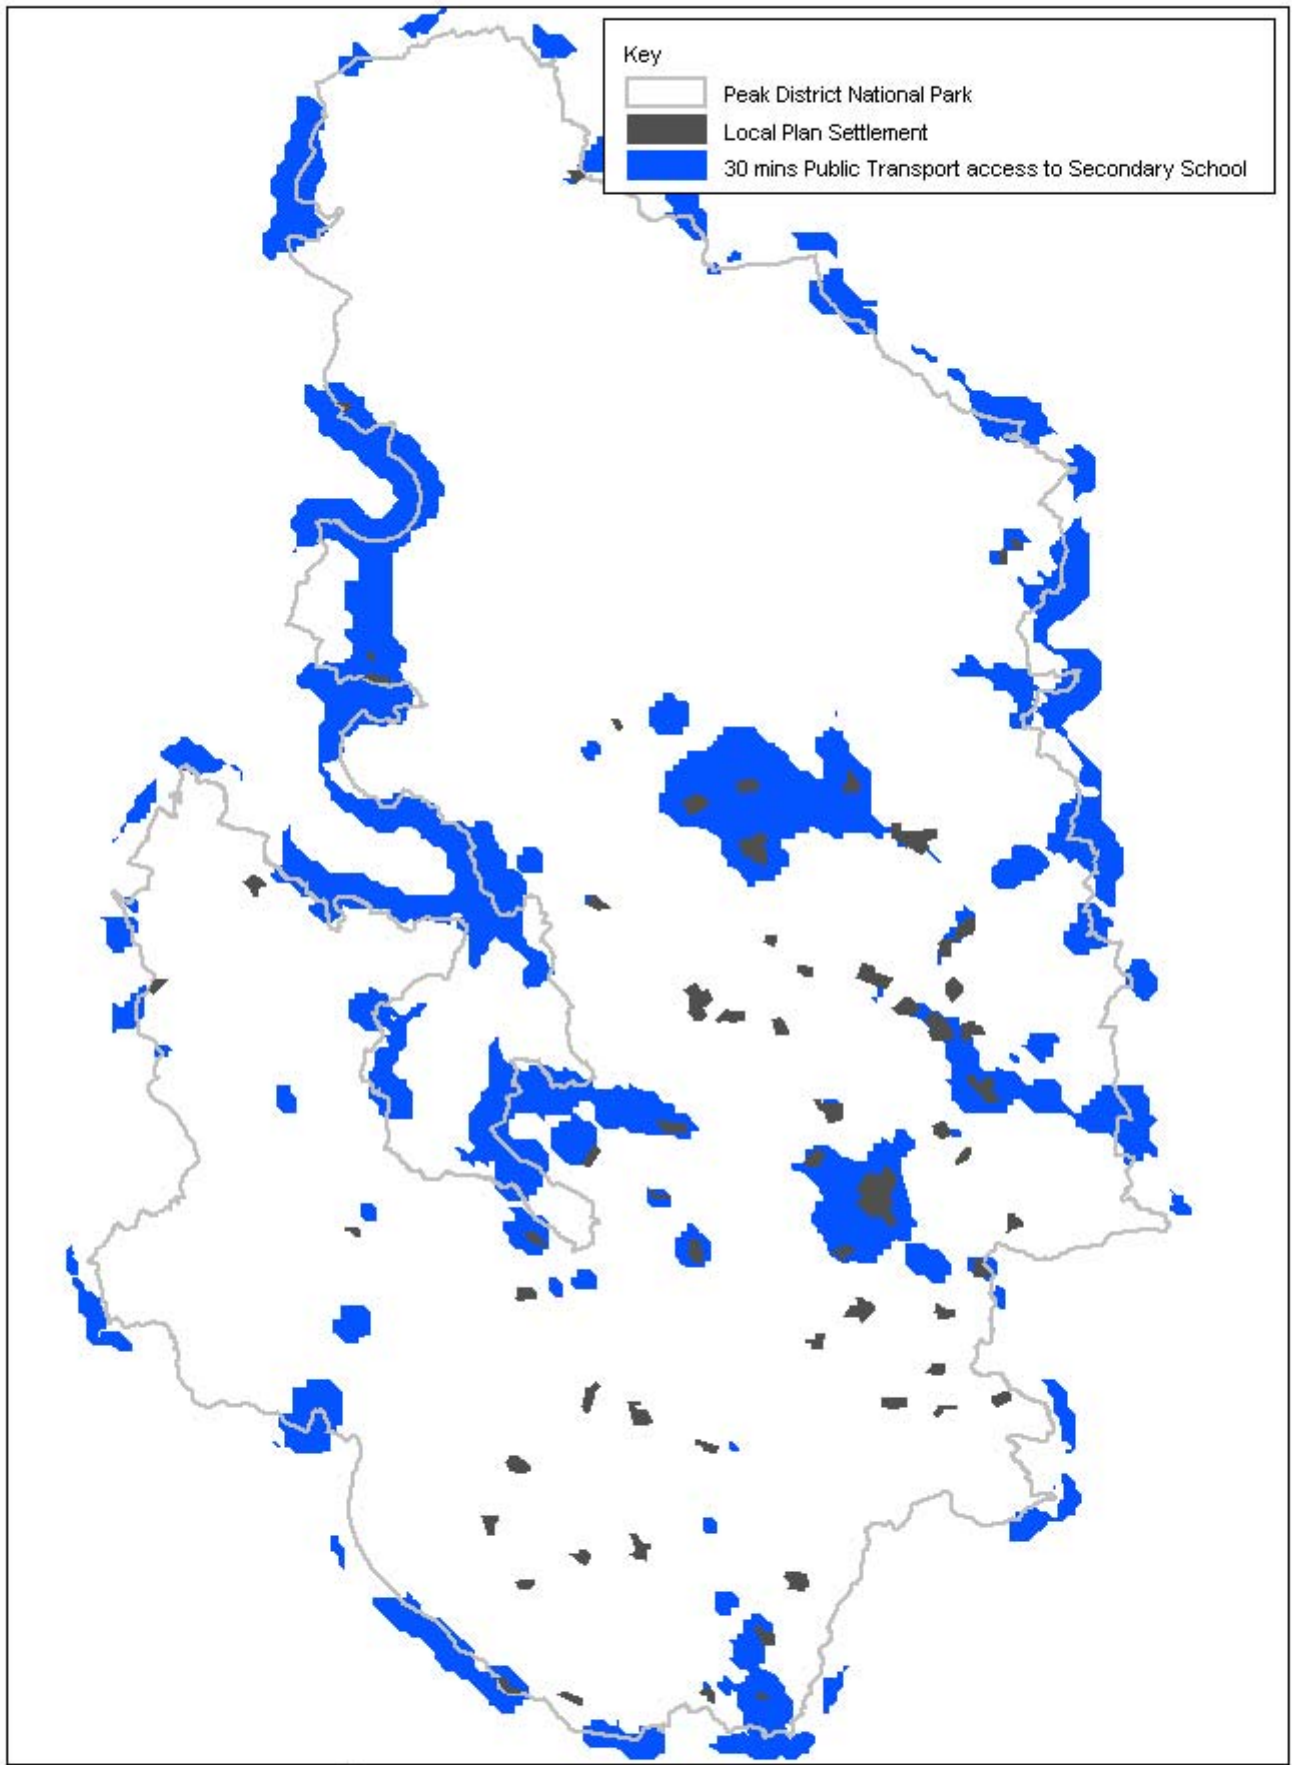 Key
Peak District National Park
Local Plan Settlement
30 mins Public Transport access to Secondary School